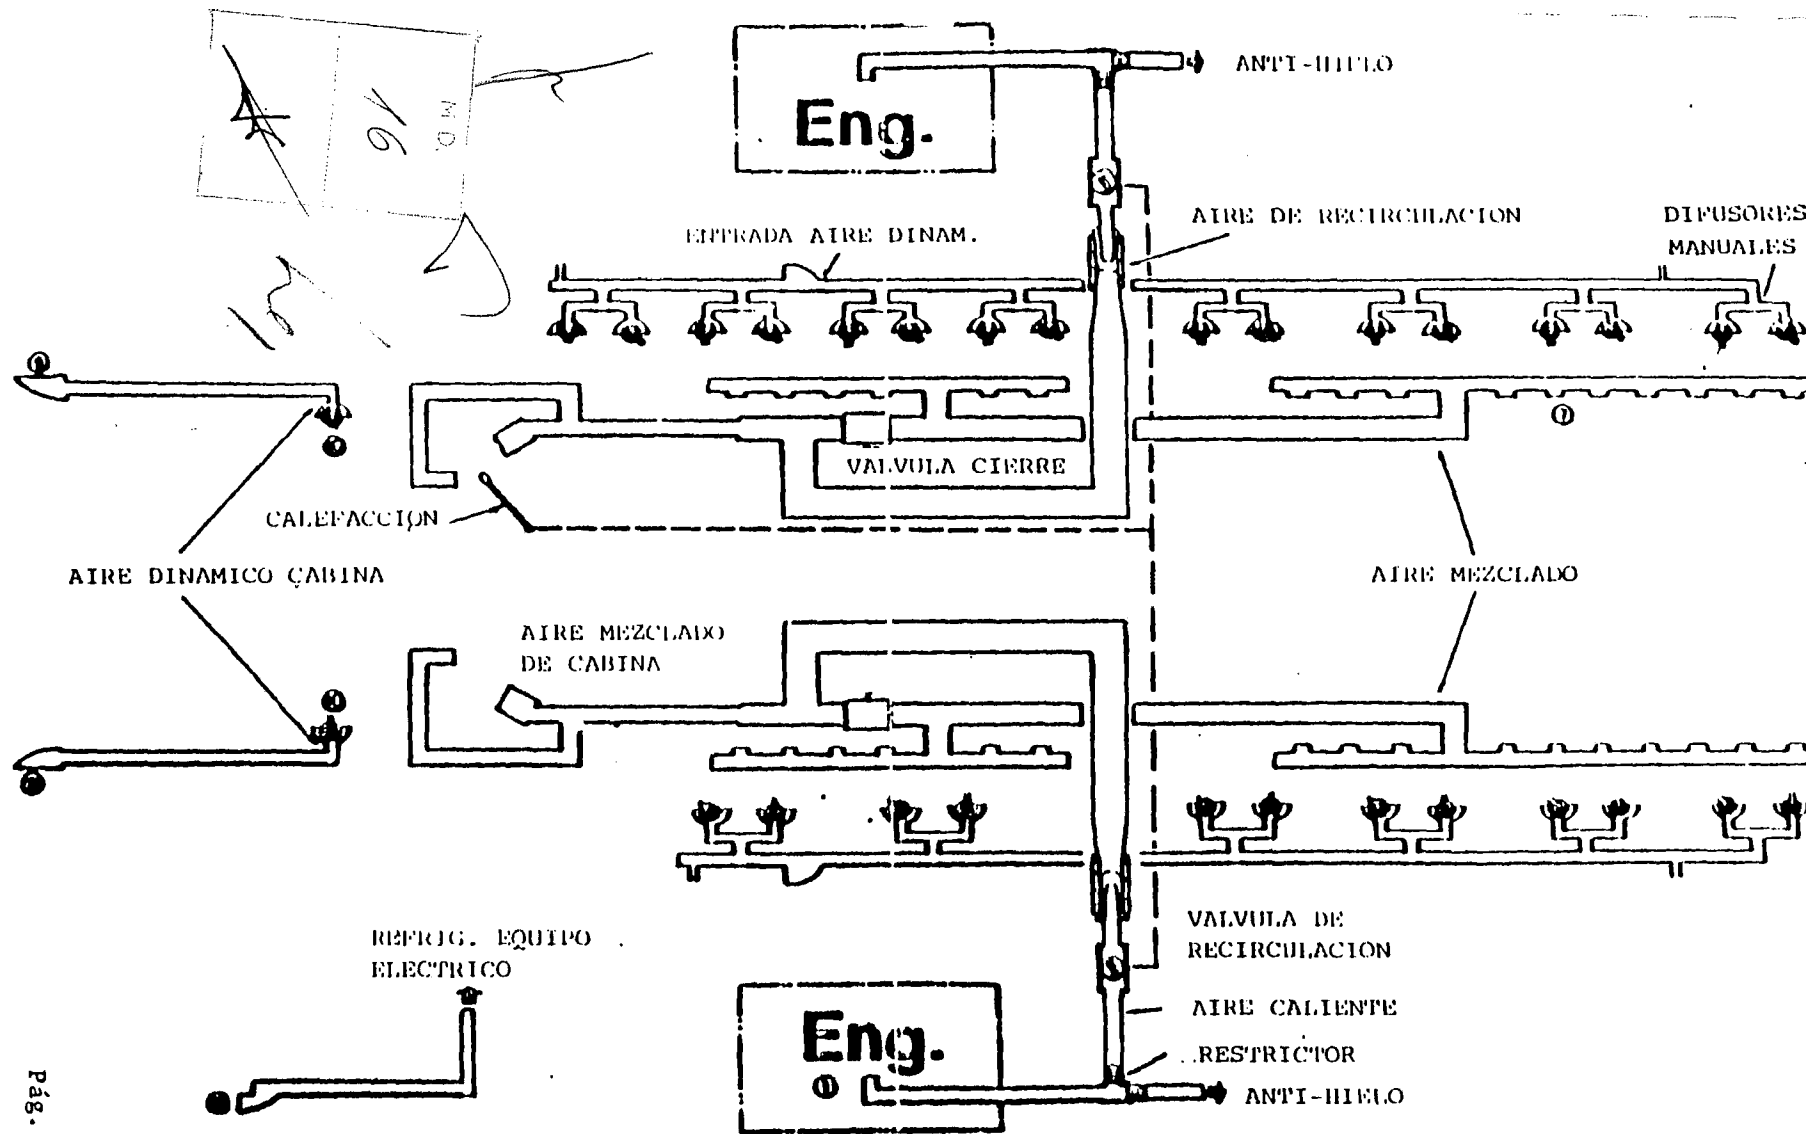 M.D.
16
ANTI-HIELO
Eng.
AIRE DE RECIRCULACION
DIFUSORES
MANUALES
ENTRADA AIRE DINAM.
VALVULA CIERRE
CALEFACCION
AIRE DINAMICO CABINA
AIRE MEZCLADO
AIRE MEZCLADO
DE CABINA
REFRIG. EQUIPO
ELECTRICO
VALVULA DE
RECIRCULACION
AIRE CALIENTE
RESTRICTOR
Eng.
ANTI-HIELO
Pág.